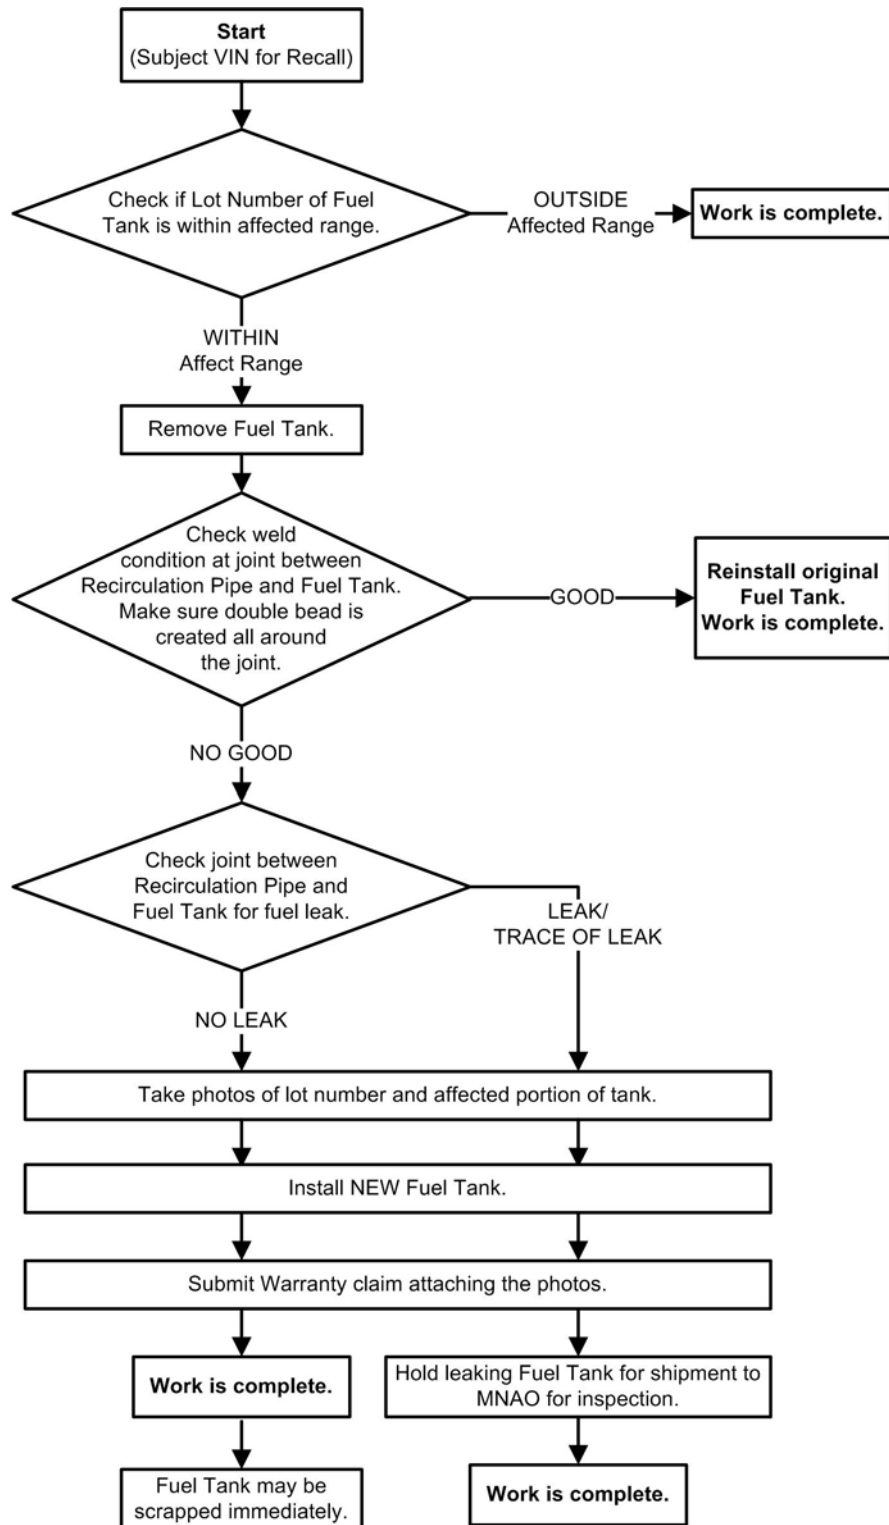 Start
(Subject VIN for Recall)
Check if Lot Number of Fuel
Tank is within affected range.
OUTSIDE
Affected Range
Work is complete.
WITHIN
Affect Range
Remove Fuel Tank.
Check weld
condition at joint between
Recirculation Pipe and Fuel Tank.
Make sure double bead is
created all around
the joint.
GOOD
Reinstall original
Fuel Tank.
Work is complete.
NO GOOD
Check joint between
Recirculation Pipe and
Fuel Tank for fuel leak.
LEAK/
TRACE OF LEAK
NO LEAK
Take photos of lot number and affected portion of tank.
Install NEW Fuel Tank.
Submit Warranty claim attaching the photos.
Work is complete.
Hold leaking Fuel Tank for shipment to
MNAO for inspection.
Fuel Tank may be
scrapped immediately.
Work is complete.